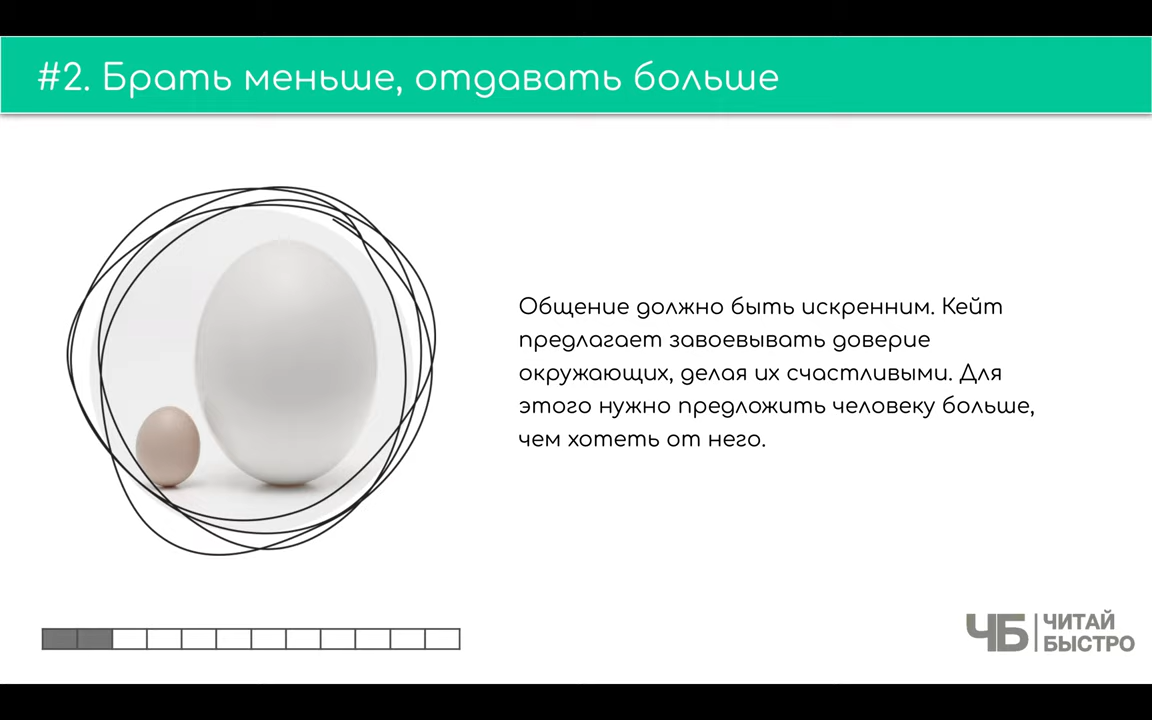 #2. Брать меньше, отдавать больше
Общение должно быть искренним. Кейт
предлагает завоевывать доверие
окружающих, делая их счастливыми. Для
этого нужно предложить человеку больше,
чем хотеть от него.
ЧБ ЧИТАЙ
БЫСТРО